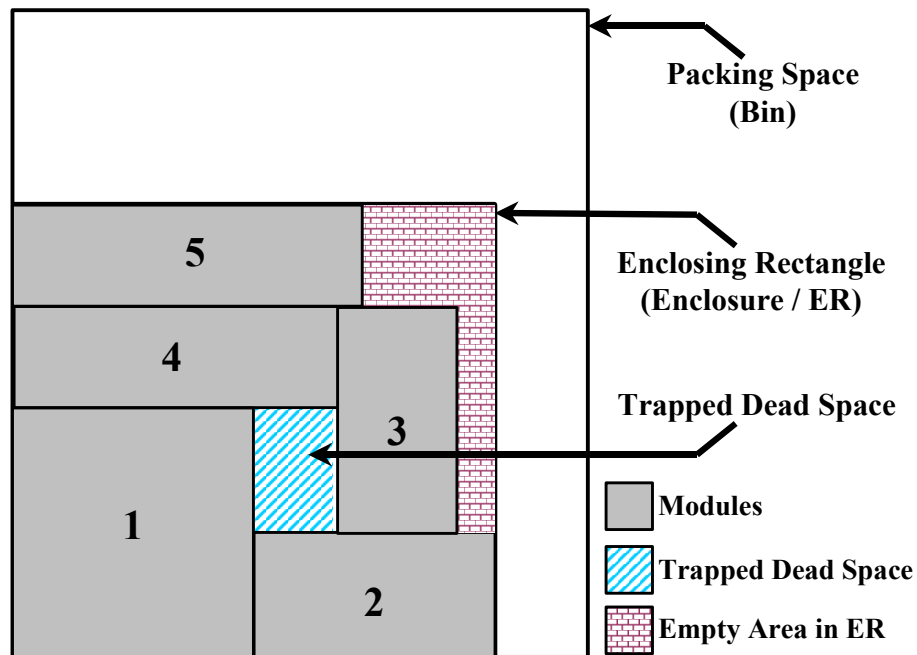 Packing Space
(Bin)
5
Enclosing Rectangle
(Enclosure / ER)
4
Trapped Dead Space
3
Modules
1
Trapped Dead Space
2
Empty Area in ER